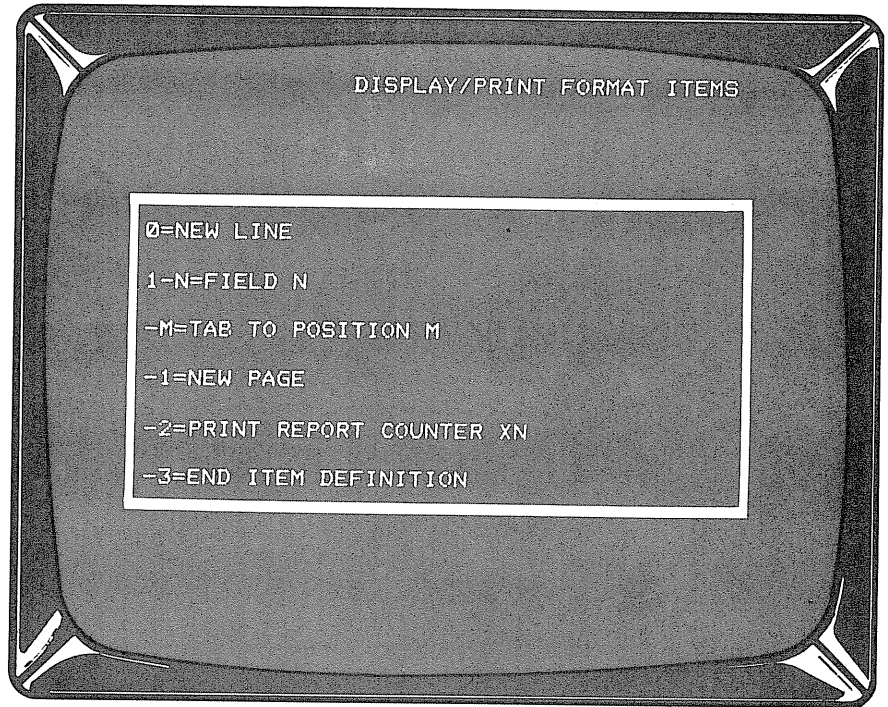 DISPLAY/PRINT FORMAT ITEMS
0=NEW LINE
1-N=FIELD N
-M=TAB TO POSITION M
-1=NEW PAGE
-2=PRINT REPORT COUNTER XN
-3=END ITEM DEFINITION